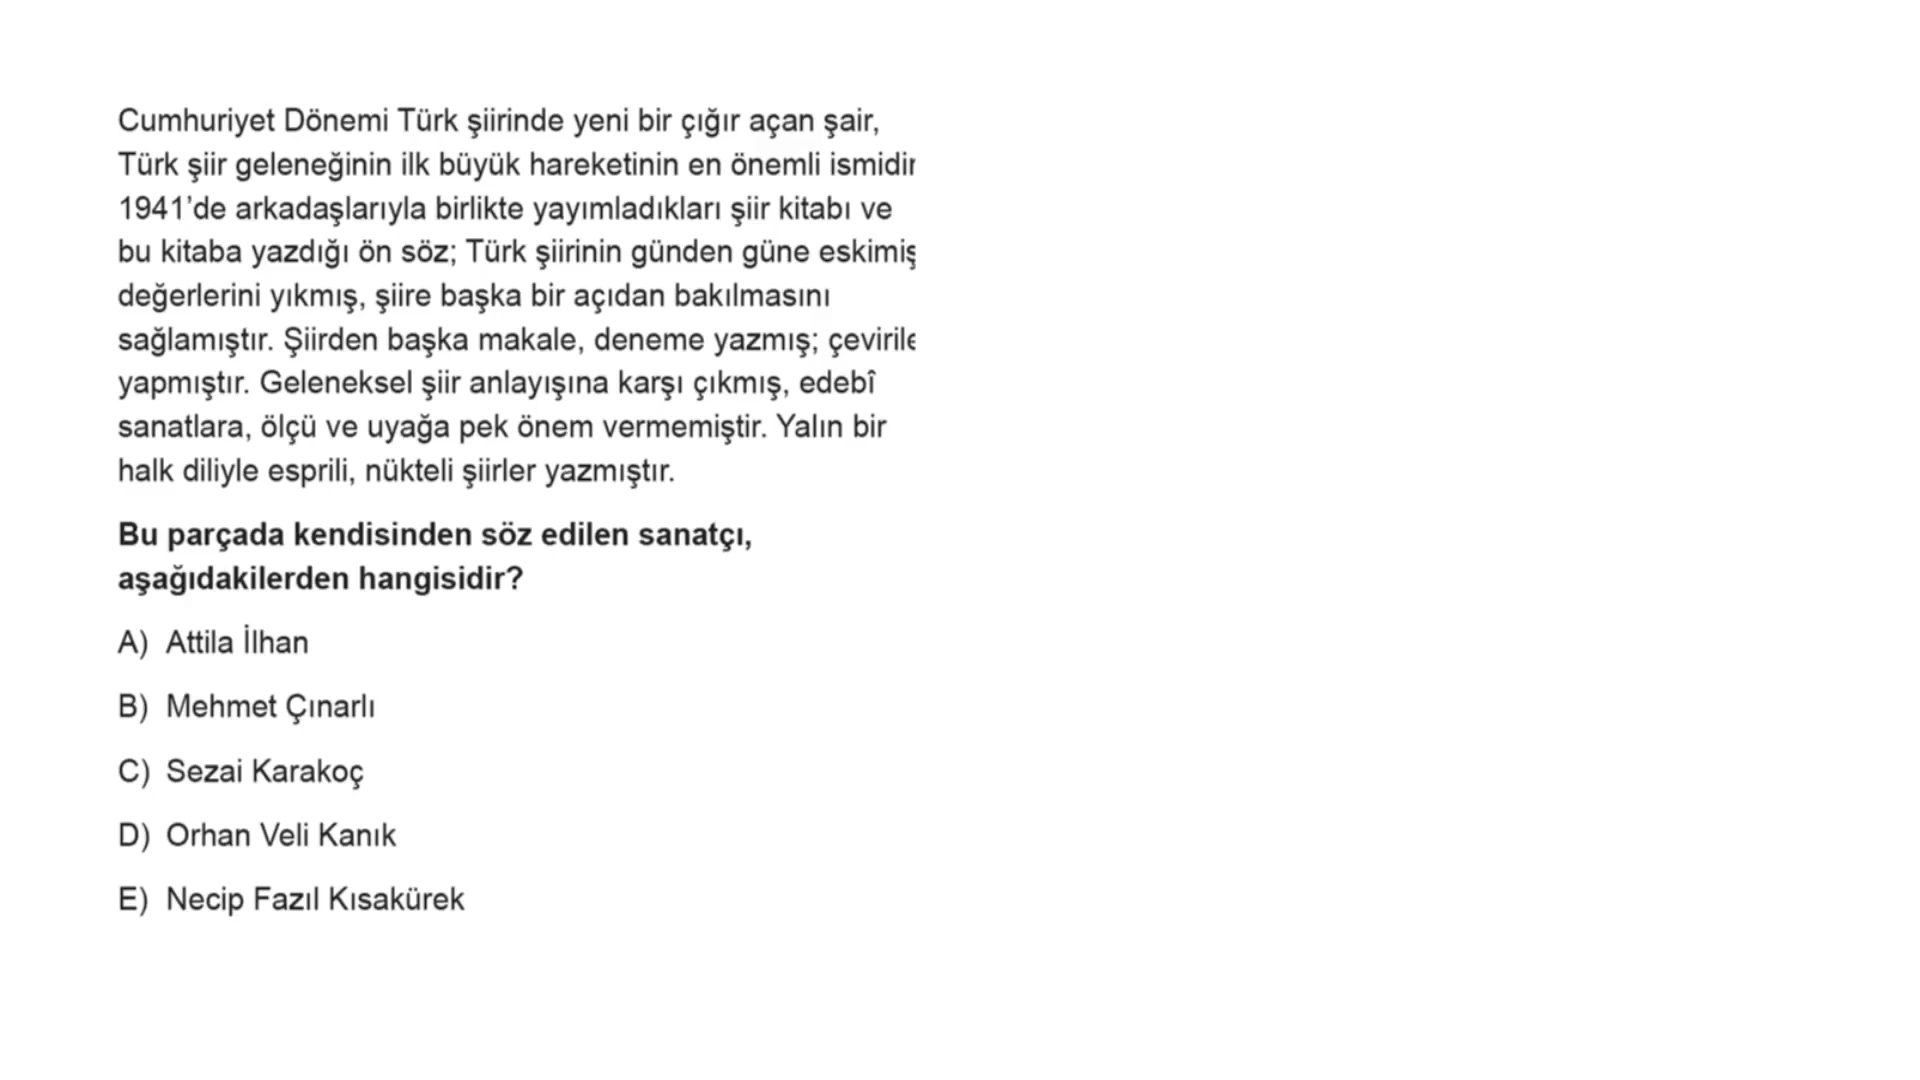 Cumhuriyet Dönemi Türk şiirinde yeni bir çığır açan şair,
Türk şiir geleneğinin ilk büyük hareketinin en önemli ismidir
1941’de arkadaşlarıyla birlikte yayımladıkları şiir kitabı ve
bu kitaba yazdığı ön söz; Türk şiirinin günden güne eskimiş
değerlerini yıkmış, şiire başka bir açıdan bakılmasını
sağlamıştır. Şiirden başka makale, deneme yazmış; çevirile
yapmıştır. Geleneksel şiir anlayışına karşı çıkmış, edebî
sanatlara, ölçü ve uyağa pek önem vermemiştir. Yalın bir
halk diliyle esprili, nükteli şiirler yazmıştır.
Bu parçada kendisinden söz edilen sanatçı,
aşağıdakilerden hangisidir?
A) Attila İlhan
B) Mehmet Çınarlı
C) Sezai Karakoç
D) Orhan Veli Kanık
E) Necip Fazıl Kısakürek